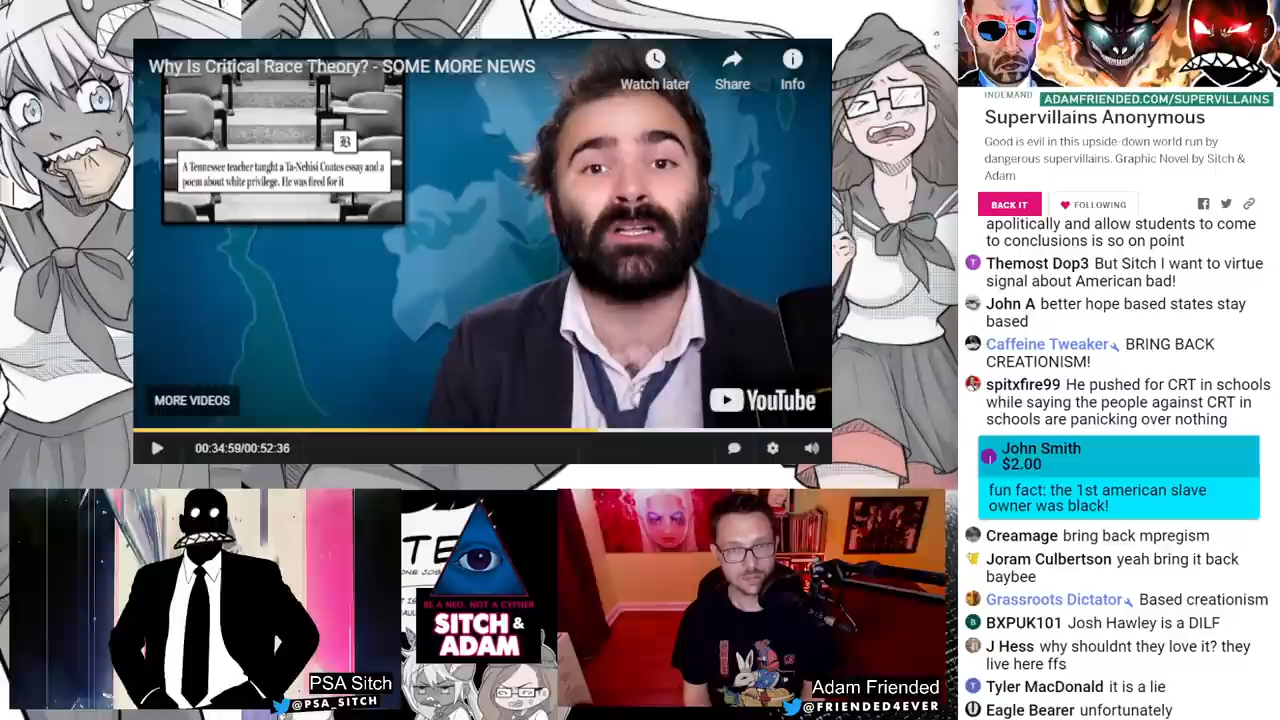 Why Is Critical Race Theory? - SOME MORE NEWS
Watch later
Share
Info
A Tennessee teacher taught a Ta-Nehisi Coates essay and a
poem about white privilege. He was fired for it
MORE VIDEOS
YouTube
00:34:59/00:52:36
INDEMAND
ADAMFRIENDED.COM/SUPERVILLAINS
Supervillains Anonymous
Good is evil in this upside-down world run by
dangerous supervillains. Graphic Novel by Sitch &
Adam
BACK IT
FOLLOWING
apolitically and allow students to come
to conclusions is so on point
Themost Dop3 But Sitch I want to virtue
signal about American bad!
John A better hope based states stay
based
Caffeine Tweaker BRING BACK
CREATIONISM!
spitxfire99 He pushed for CRT in schools
while saying the people against CRT in
schools are panicking over nothing
John Smith
$2.00
fun fact: the 1st american slave
owner was black!
Creamage bring back mpregism
Joram Culbertson yeah bring it back
baybee
Grassroots Dictator Based creationism
BXPUK101 Josh Hawley is a DILF
J Hess why shouldnt they love it? they
live here ffs
Tyler MacDonald it is a lie
Eagle Bearer unfortunately
PSA Sitch
@PSA_SITCH
BE A NEO, NOT A CYPHER
SITCH &
ADAM
Adam Friended
@FRIENDED4EVER